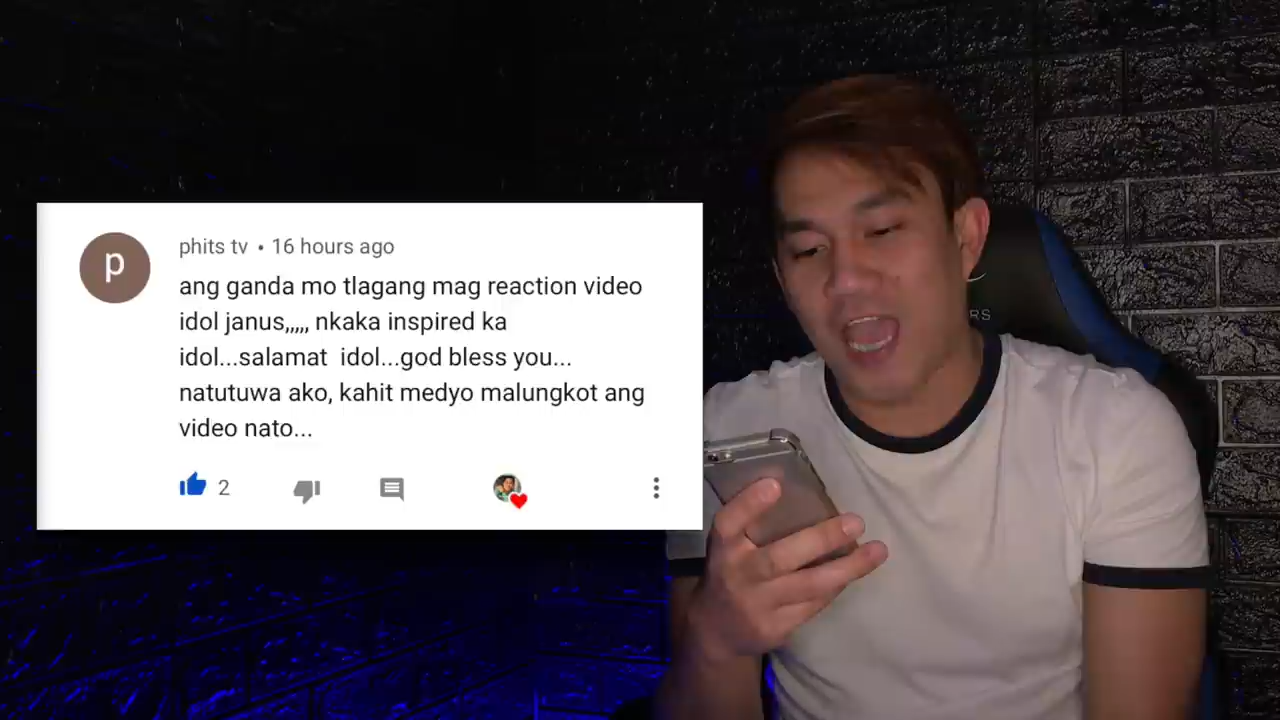 p
phits tv • 16 hours ago
ang ganda mo tlagang mag reaction video
idol janus,,,,, nkaka inspired ka
idol...salamat  idol...god bless you...
natutuwa ako, kahit medyo malungkot ang
video nato...
2
RS